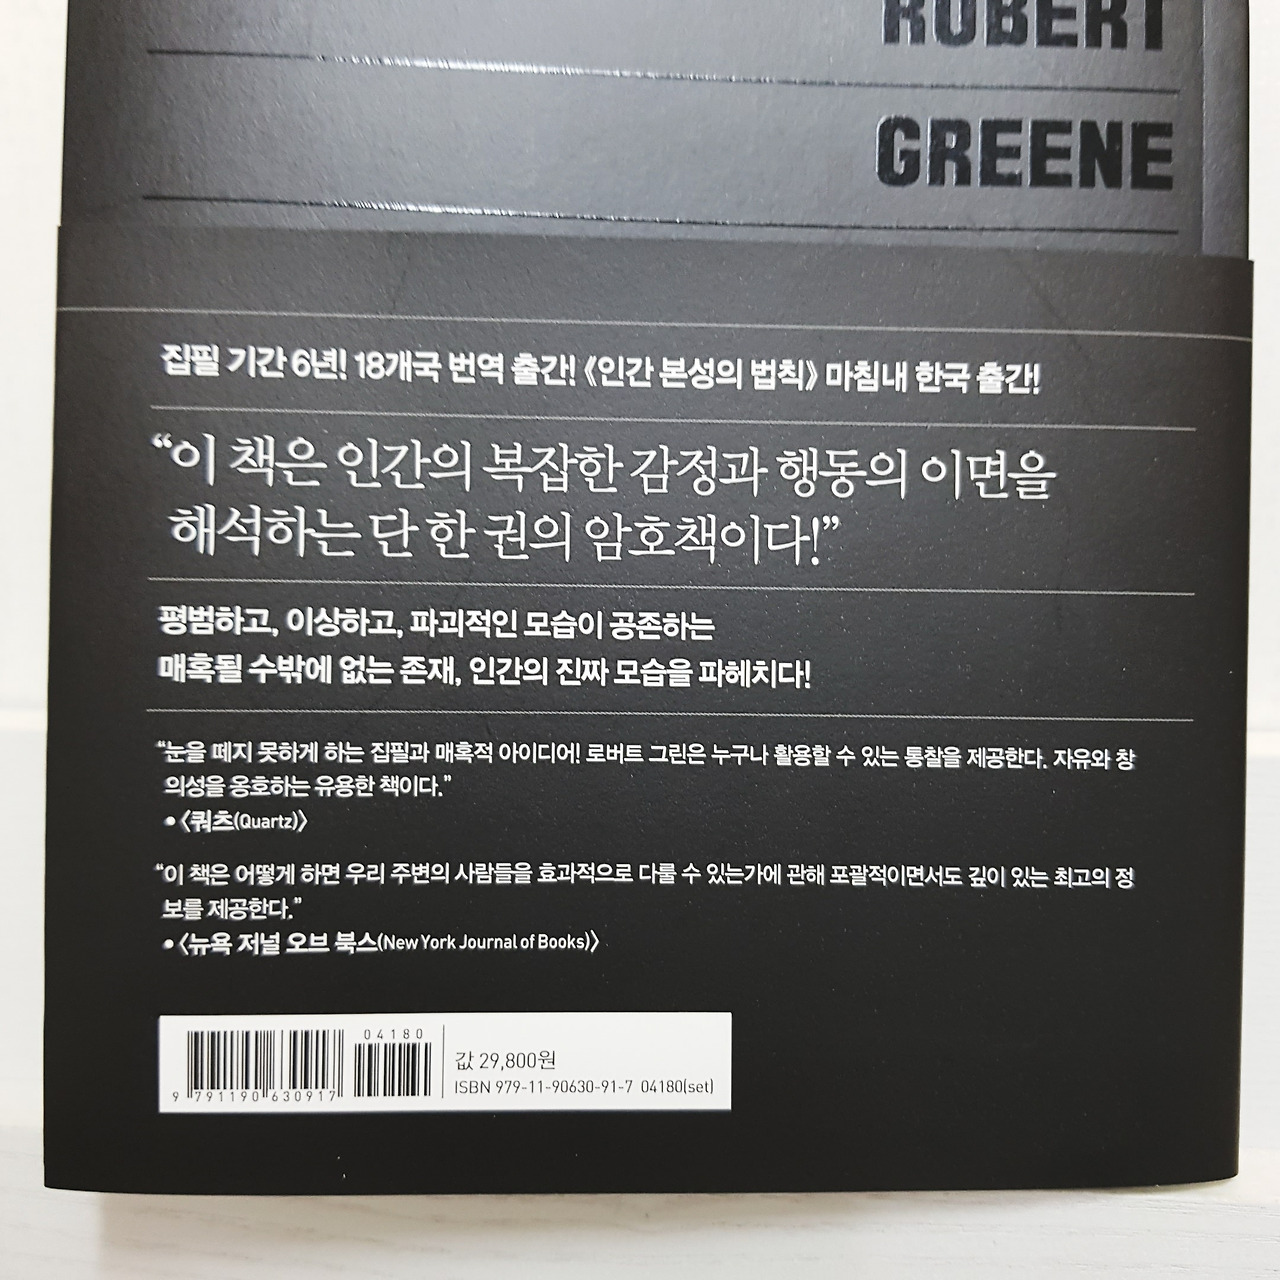 ROBERT
GREENE
집필 기간 6년! 18개국 번역 출간! 《인간 본성의 법칙》 마침내 한국 출간!
“이 책은 인간의 복잡한 감정과 행동의 이면을
해석하는 단 한 권의 암호책이다!”
평범하고, 이상하고, 파괴적인 모습이 공존하는
매혹될 수밖에 없는 존재, 인간의 진짜 모습을 파헤치다!
“눈을 떼지 못하게 하는 집필과 매혹적 아이디어! 로버트 그린은 누구나 활용할 수 있는 통찰을 제공한다. 자유와 창
의성을 옹호하는 유용한 책이다.”
•〈쿼츠(Quartz)〉
“이 책은 어떻게 하면 우리 주변의 사람들을 효과적으로 다룰 수 있는가에 관해 포괄적이면서도 깊이 있는 최고의 정
보를 제공한다.”
•〈뉴욕 저널 오브 북스(New York Journal of Books)〉
04180
값 29,800원
ISBN 979-11-90630-91-7 04180(set)
9 791190 630917